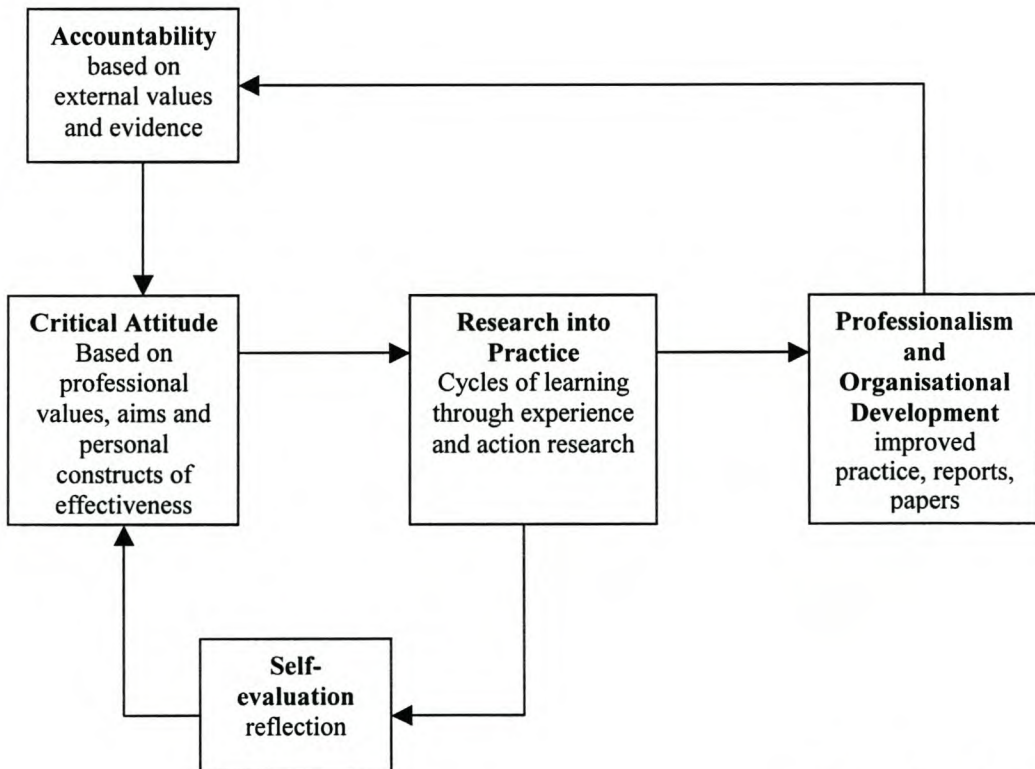 Accountability
based on
external values
and evidence
Critical Attitude
Based on
professional
values, aims and
personal
constructs of
effectiveness
Research into
Practice
Cycles of learning
through experience
and action research
Professionalism
and
Organisational
Development
improved
practice, reports,
papers
Self-
evaluation
reflection